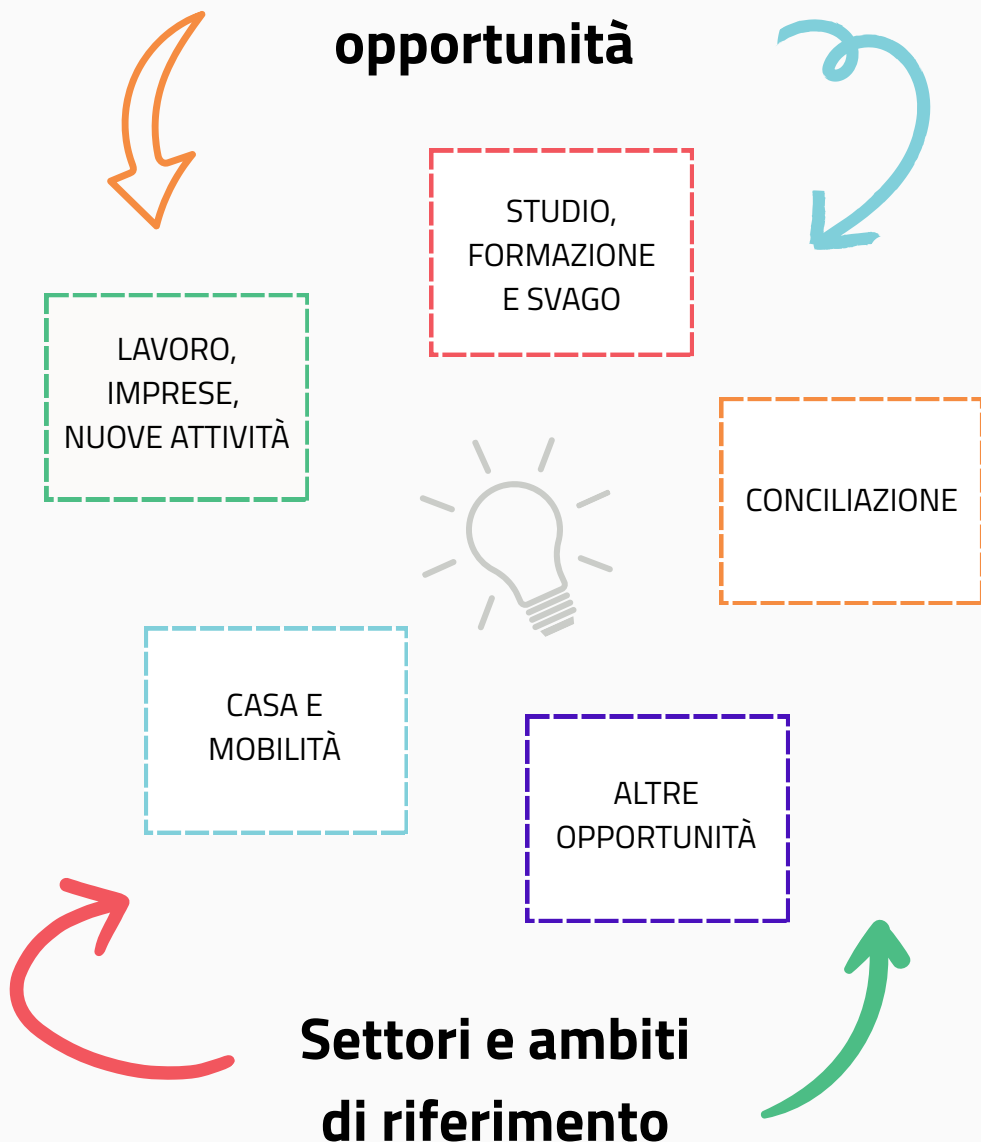 opportunità
STUDIO,
FORMAZIONE
E SVAGO
LAVORO,
IMPRESE,
NUOVE ATTIVITÀ
CONCILIAZIONE
CASA E
MOBILITÀ
ALTRE
OPPORTUNITÀ
Settori e ambiti
di riferimento